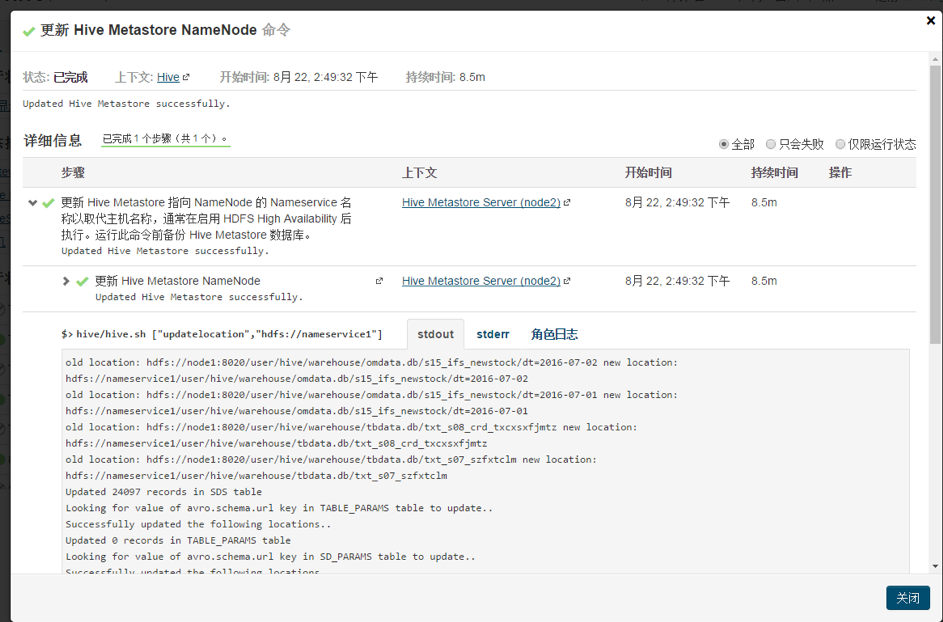 更新 Hive Metastore NameNode 命令
状态: 已完成 上下文: Hive 开始时间: 8月 22, 2:49:32 下午 持续时间: 8.5m
Updated Hive Metastore successfully.
详细信息 已完成 1 个步骤（共 1 个）。 全部 只会失败 仅限运行状态
步骤 上下文 开始时间 持续时间 操作
更新 Hive Metastore 指向 NameNode 的 Nameservice 名 Hive Metastore Server (node2) 8月 22, 2:49:32 下午 8.5m
称以取代主机名称，通常在启用 HDFS High Availability 后
执行。运行此命令前备份 Hive Metastore 数据库。
Updated Hive Metastore successfully.
更新 Hive Metastore NameNode Hive Metastore Server (node2) 8月 22, 2:49:32 下午 8.5m
Updated Hive Metastore successfully.
$> hive/hive.sh ["updatelocation","hdfs://nameservice1"] stdout stderr 角色日志
old location: hdfs://node1:8020/user/hive/warehouse/omdata.db/s15_ifs_newstock/dt=2016-07-02 new location:
hdfs://nameservice1/user/hive/warehouse/omdata.db/s15_ifs_newstock/dt=2016-07-02
old location: hdfs://node1:8020/user/hive/warehouse/omdata.db/s15_ifs_newstock/dt=2016-07-01 new location:
hdfs://nameservice1/user/hive/warehouse/omdata.db/s15_ifs_newstock/dt=2016-07-01
old location: hdfs://node1:8020/user/hive/warehouse/tbdata.db/txt_s08_crd_txcxsxfjmtz new location:
hdfs://nameservice1/user/hive/warehouse/tbdata.db/txt_s08_crd_txcxsxfjmtz
old location: hdfs://node1:8020/user/hive/warehouse/tbdata.db/txt_s07_szfxtclm new location:
hdfs://nameservice1/user/hive/warehouse/tbdata.db/txt_s07_szfxtclm
Updated 24097 records in SDS table
Looking for value of avro.schema.url key in TABLE_PARAMS table to update..
Successfully updated the following locations..
Updated 0 records in TABLE_PARAMS table
Looking for value of avro.schema.url key in SD_PARAMS table to update..
Successfully updated the following locations
关闭